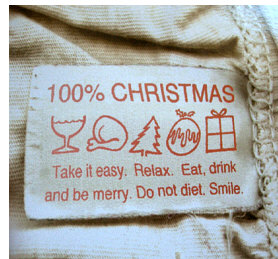 100% CHRISTMAS
Take it easy. Relax. Eat, drink
and be merry. Do not diet. Smile.